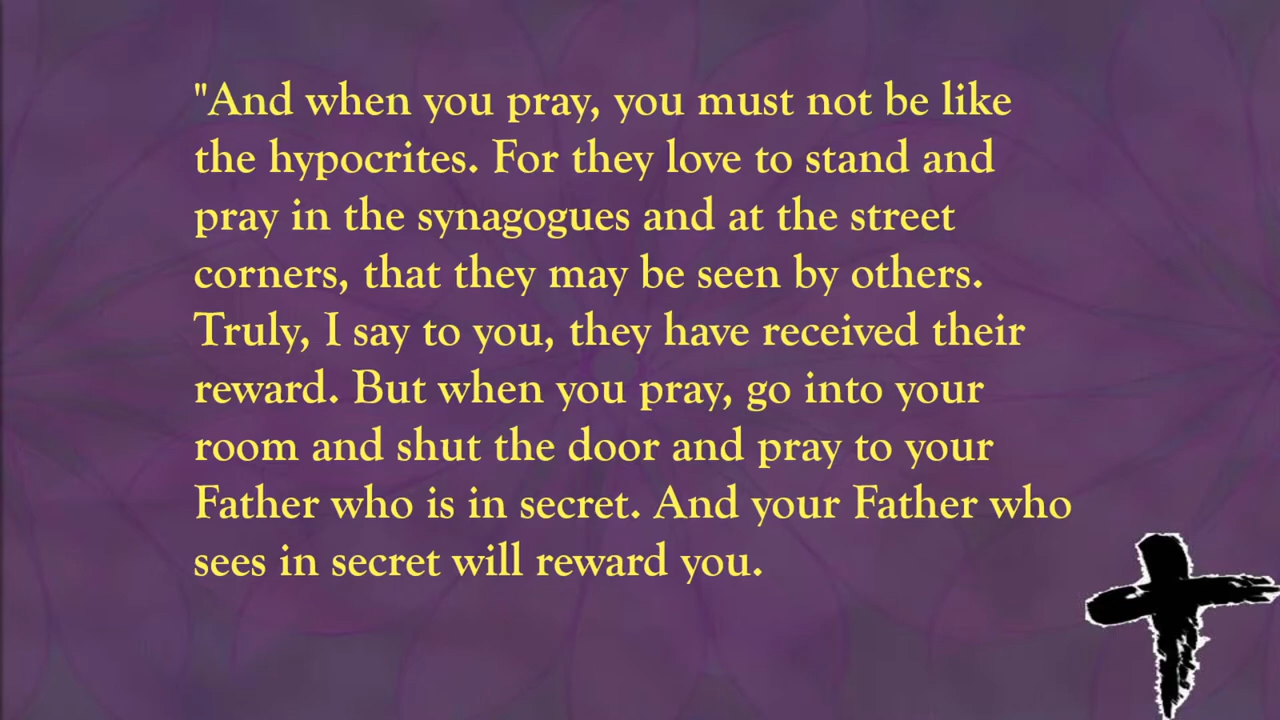 "And when you pray, you must not be like
the hypocrites. For they love to stand and
pray in the synagogues and at the street
corners, that they may be seen by others.
Truly, I say to you, they have received their
reward. But when you pray, go into your
room and shut the door and pray to your
Father who is in secret. And your Father who
sees in secret will reward you.